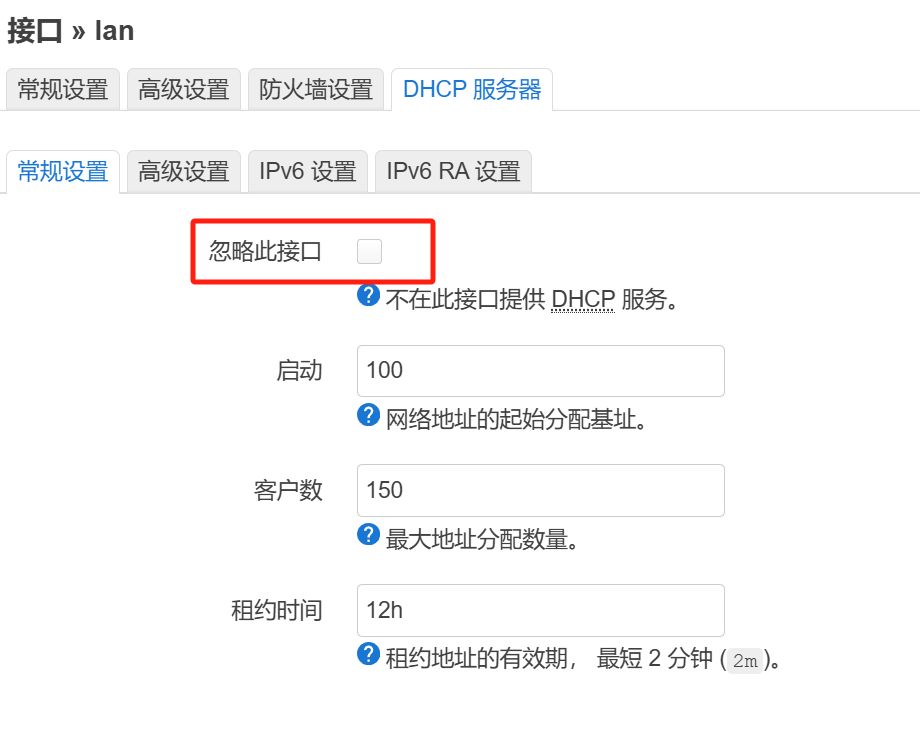 接口 » lan
常规设置 高级设置 防火墙设置 DHCP 服务器
常规设置 高级设置 IPv6 设置 IPv6 RA 设置
忽略此接口
不在此接口提供 DHCP 服务。
启动 100
网络地址的起始分配基址。
客户数 150
最大地址分配数量。
租约时间 12h
租约地址的有效期， 最短 2 分钟 (2m)。